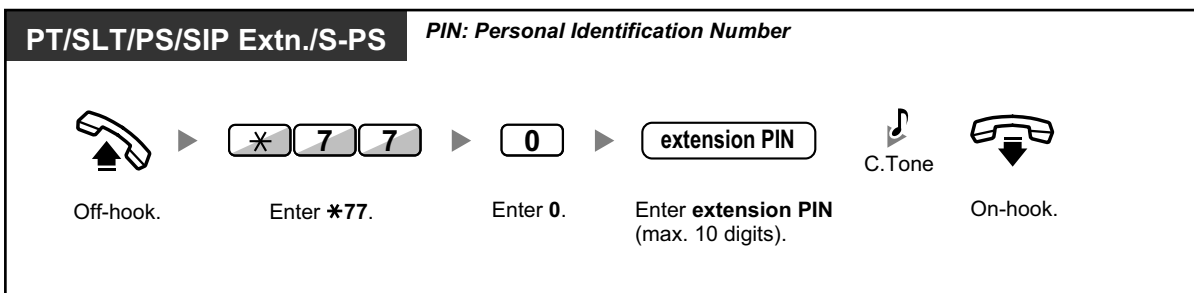 PT/SLT/PS/SIP Extn./S-PS
PIN: Personal Identification Number
* 7 7 0 extension PIN
C.Tone
Off-hook. Enter *77. Enter 0. Enter extension PIN On-hook.
(max. 10 digits).